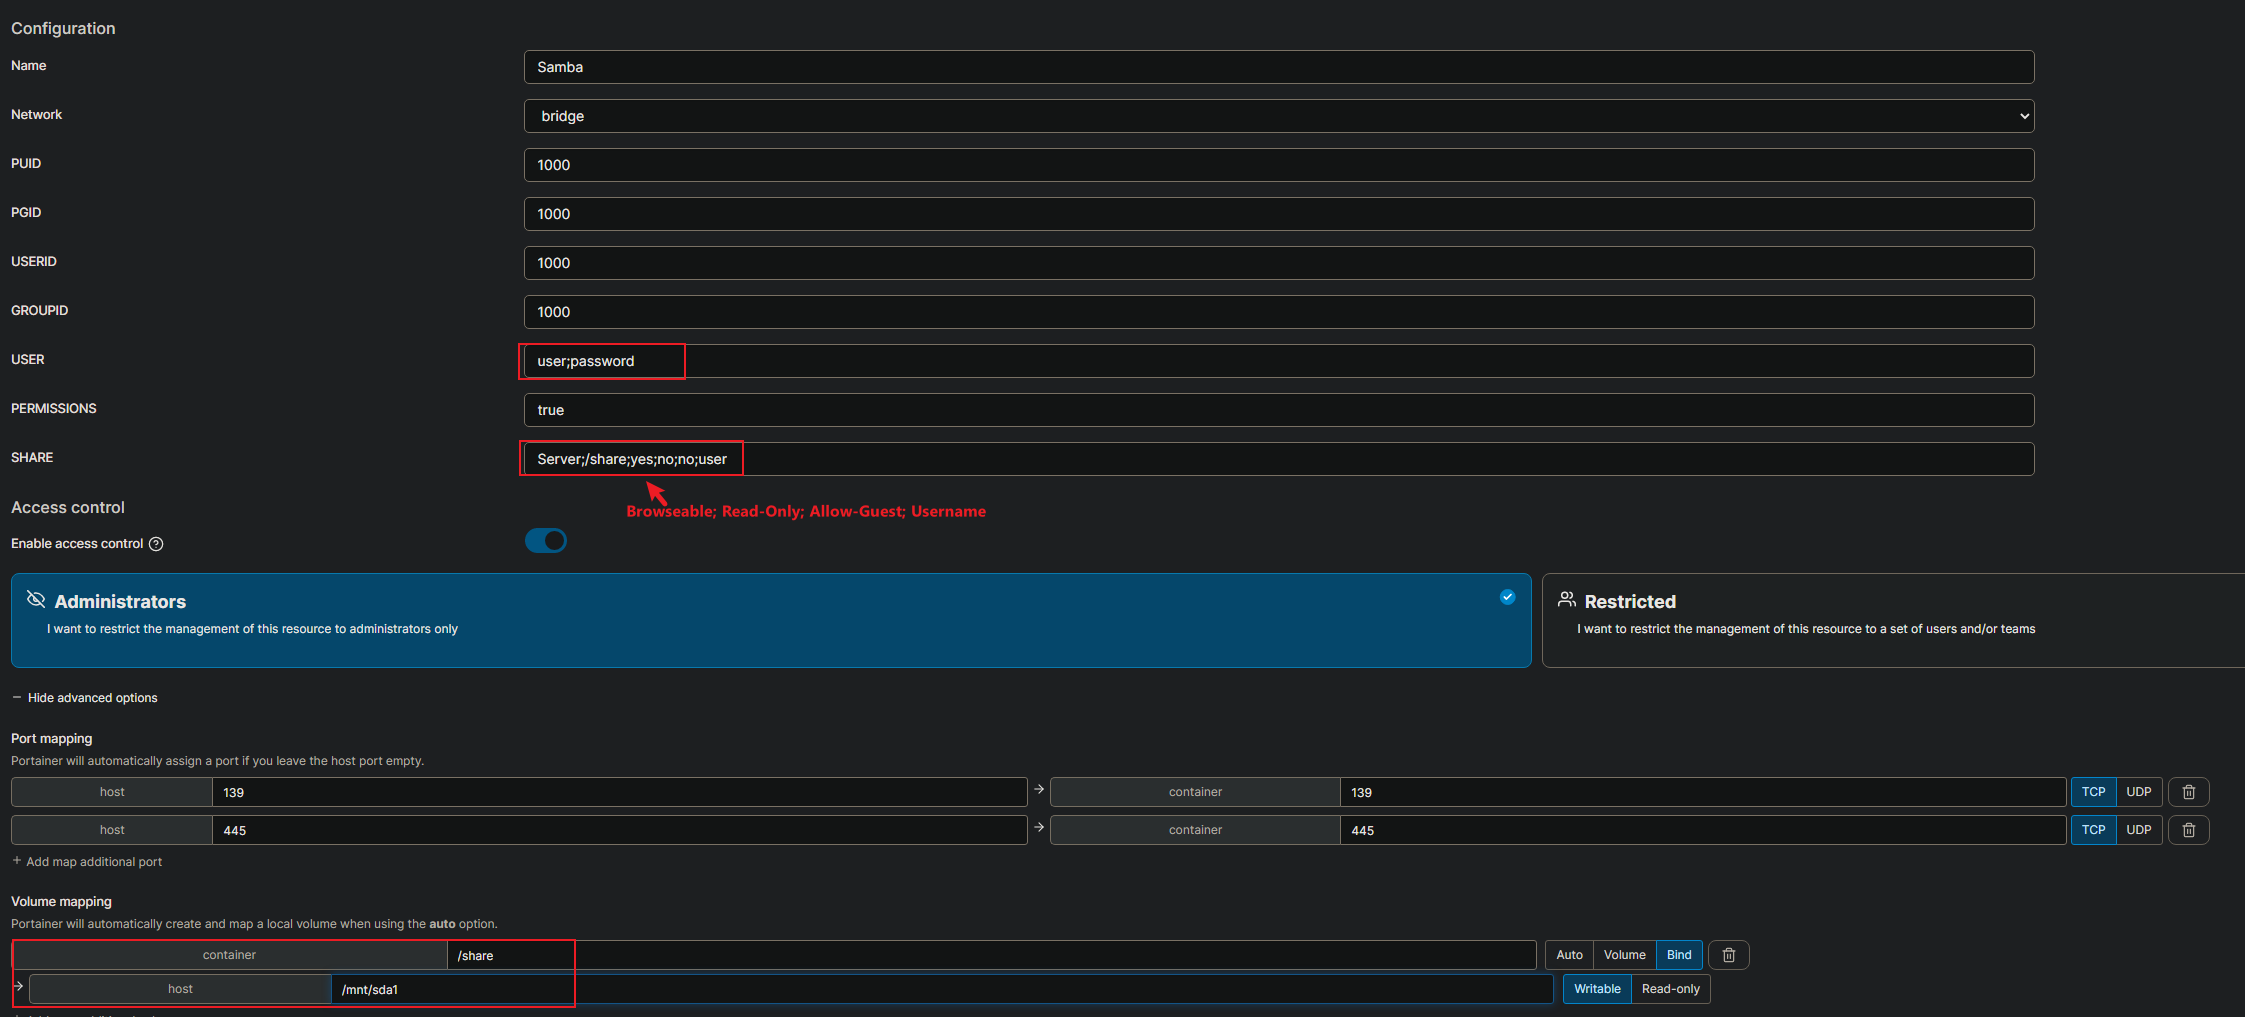 Configuration
Name
Samba
Network
bridge
PUID
1000
PGID
1000
USERID
1000
GROUPID
1000
USER
user;password
PERMISSIONS
true
SHARE
Server;/share;yes;no;no;user
Browseable; Read-Only; Allow-Guest; Username
Access control
Enable access control
Administrators
I want to restrict the management of this resource to administrators only
Restricted
I want to restrict the management of this resource to a set of users and/or teams
Hide advanced options
Port mapping
Portainer will automatically assign a port if you leave the host port empty.
host 139 → container 139 TCP UDP
host 445 → container 445 TCP UDP
+ Add map additional port
Volume mapping
Portainer will automatically create and map a local volume when using the auto option.
container /share Auto Volume Bind
→ host /mnt/sda1 Writable Read-only